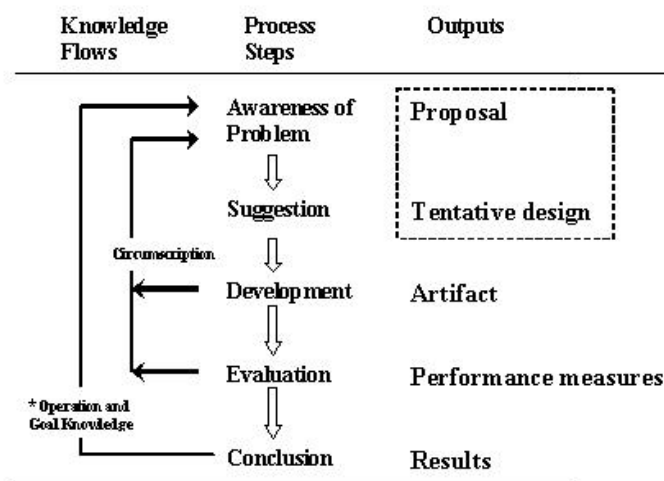 Knowledge Flows
Process Steps
Outputs
Awareness of Problem
Proposal
Suggestion
Tentative design
Circumscription
Development
Artifact
Evaluation
Performance measures
* Operation and
Goal Knowledge
Conclusion
Results